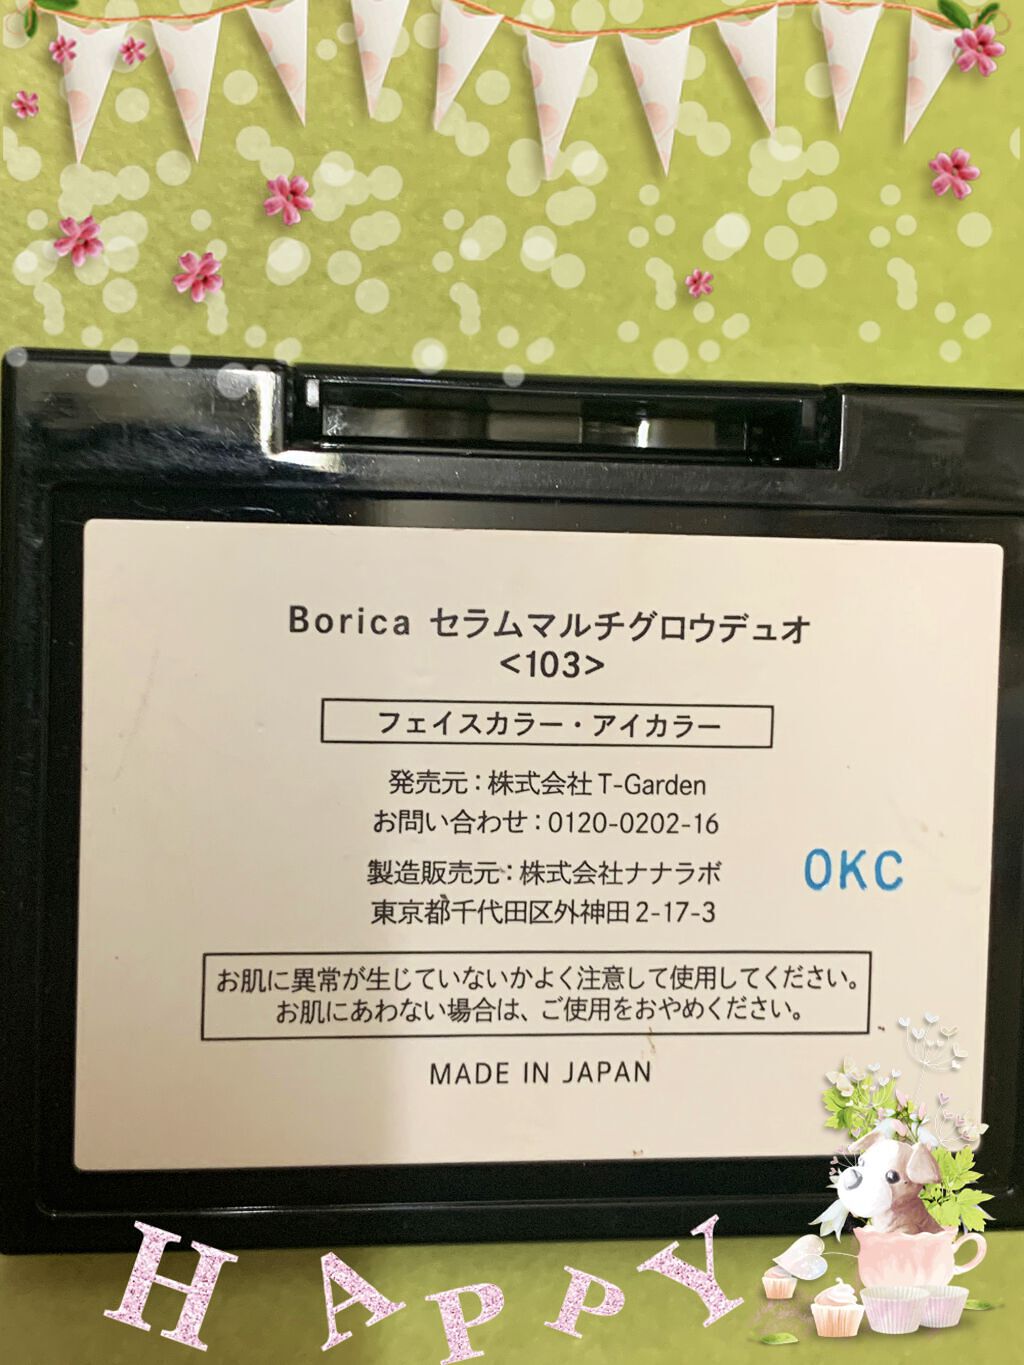 Borica セラムマルチグロウデュオ
<103>
フェイスカラー・アイカラー
発売元：株式会社T-Garden
お問い合わせ：0120-0202-16
製造販売元：株式会社ナナラボ
東京都千代田区外神田2-17-3
OKC
お肌に異常が生じていないかよく注意して使用してください。
お肌にあわない場合は、ご使用をおやめください。
MADE IN JAPAN
HAPPY